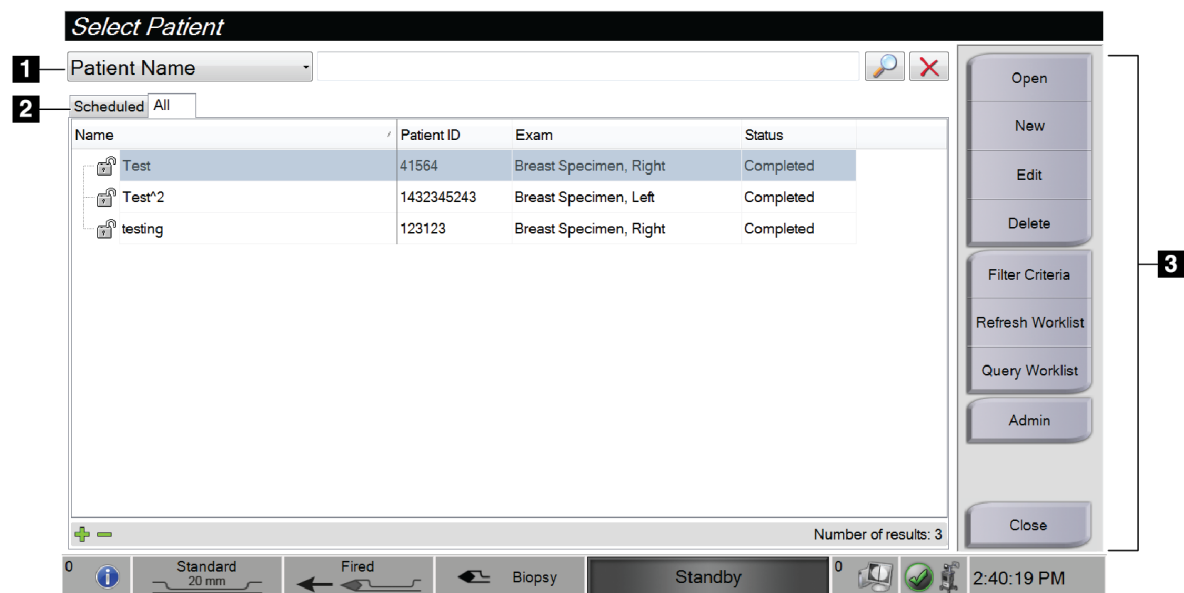 Select Patient
1 Patient Name
2 Scheduled All
Name Patient ID Exam Status
Test 41564 Breast Specimen, Right Completed
Test^2 1432345243 Breast Specimen, Left Completed
testing 123123 Breast Specimen, Right Completed
Number of results: 3
Open
New
Edit
Delete
Filter Criteria
Refresh Worklist
Query Worklist
Admin
Close
3
0 Standard Fired Biopsy Standby 0 2:40:19 PM
20 mm